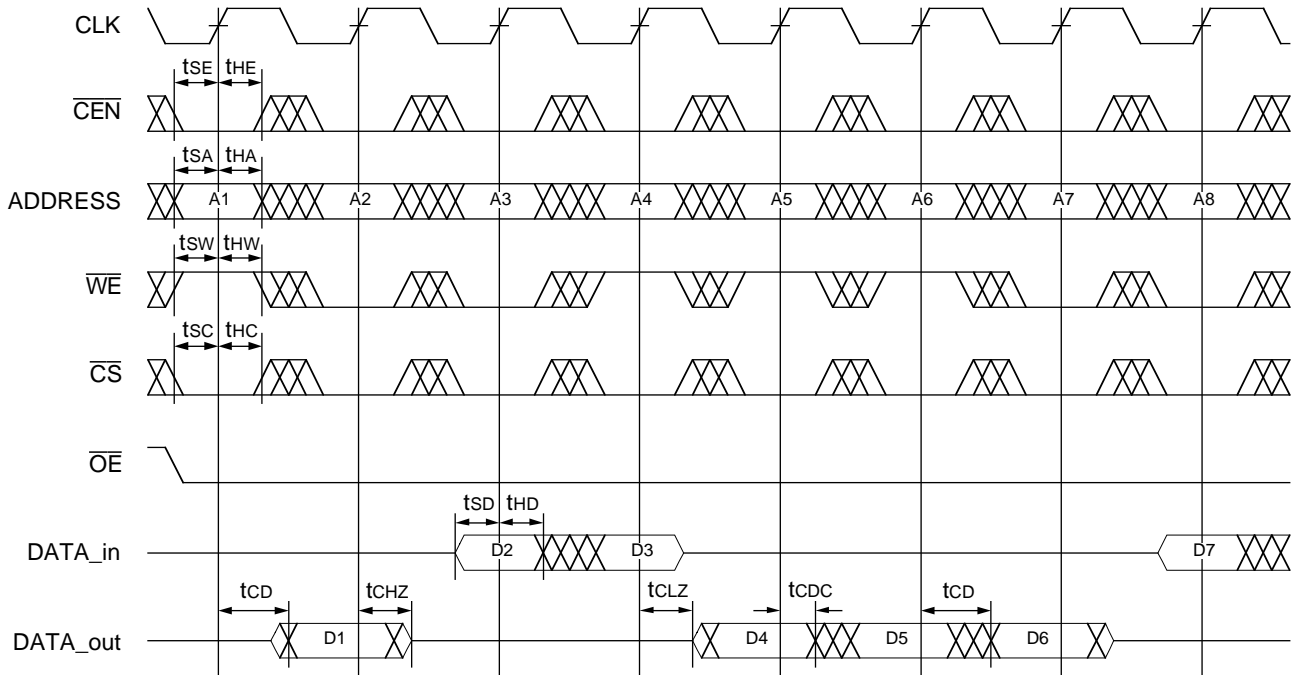 CLK
tSE tHE
CEN
tSA tHA
ADDRESS A1 A2 A3 A4 A5 A6 A7 A8
tSW tHW
WE
tSC tHC
CS
OE
tSD tHD
DATA_in D2 D3 D7
tCD tCHZ tCLZ tCDC tCD
DATA_out D1 D4 D5 D6